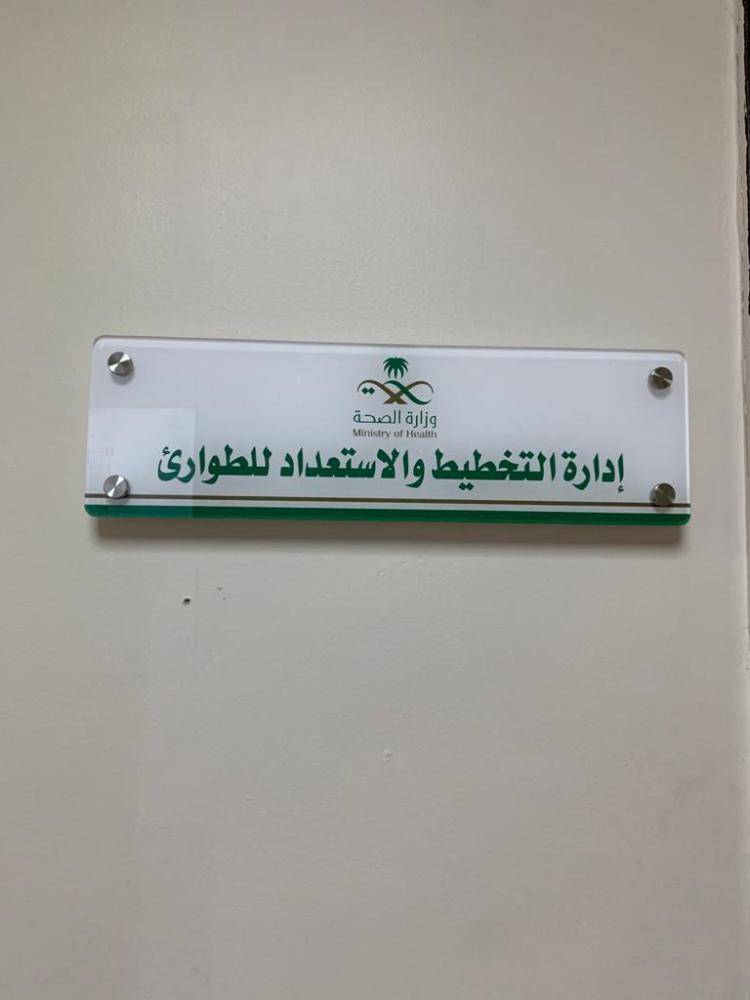 وزارة الصحة
Ministry of Health
إدارة التخطيط والاستعداد للطوارئ